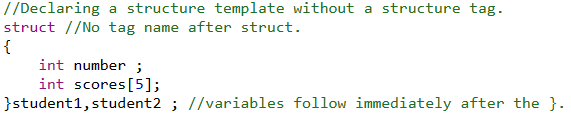 //Declaring a structure template without a structure tag.
struct //No tag name after struct.
{
    int number ;
    int scores[5];
}student1,student2 ; //variables follow immediately after the }.